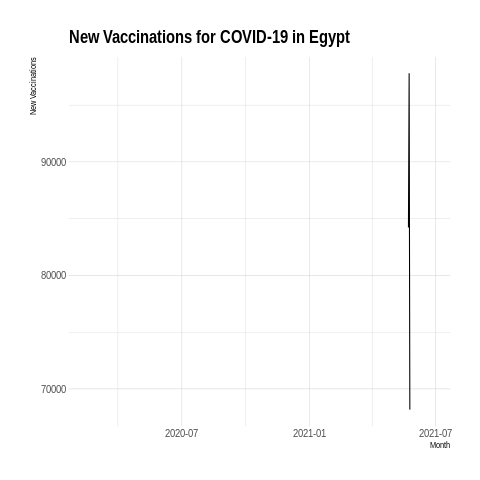 New Vaccinations for COVID-19 in Egypt
New Vaccinations
90000
80000
70000
2020-07
2021-01
2021-07
Month